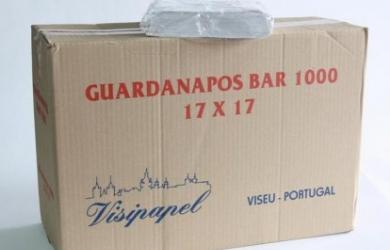 GUARDANAPOS BAR 1000
17 X 17
Visipapel
VISEU - PORTUGAL